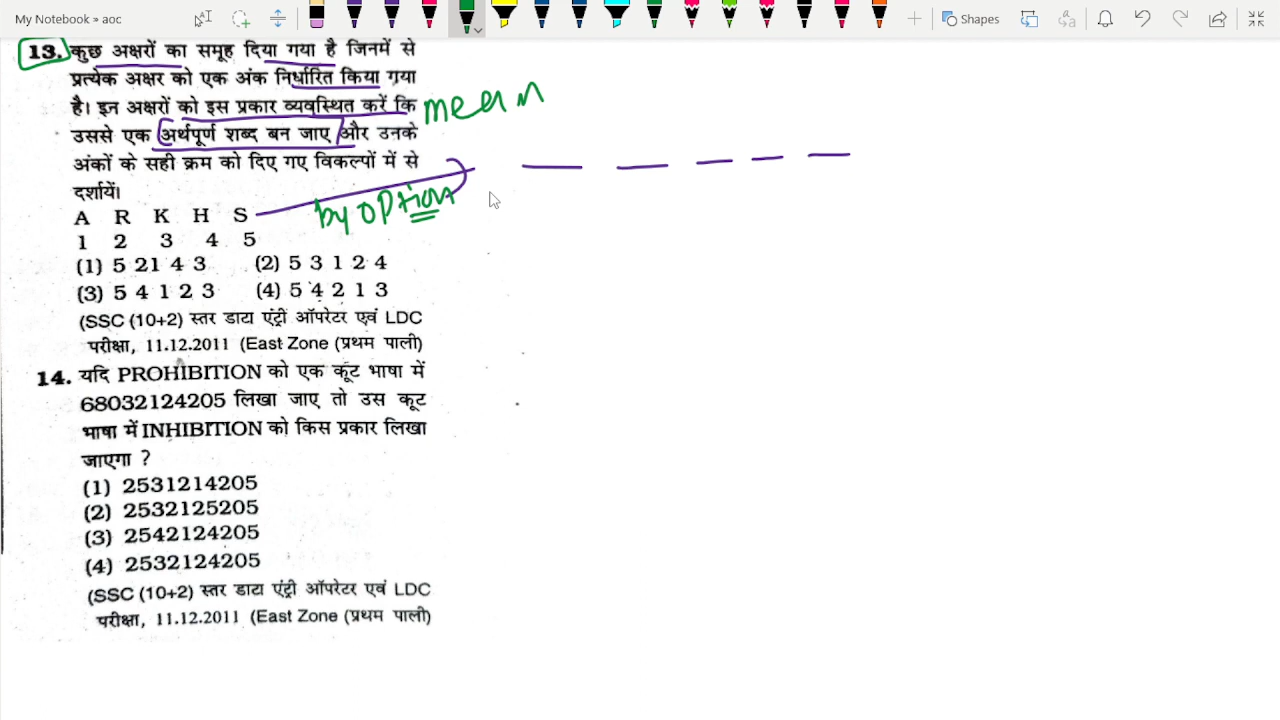 My Notebook » aoc
Shapes
13. कुछ अक्षरों का समूह दिया गया है जिनमें से
प्रत्येक अक्षर को एक अंक निर्धारित किया गया
है। इन अक्षरों को इस प्रकार व्यवस्थित करें कि
mean
उससे एक अर्थपूर्ण शब्द बन जाए और उनके
अंकों के सही क्रम को दिए गए विकल्पों में से
दर्शायें।
by option
A R K H S
1 2 3 4 5
(1) 5 21 4 3 (2) 5 3 1 2 4
(3) 5 4 1 2 3 (4) 5 4 2 1 3
(SSC (10+2) स्तर डाटा एंट्री ऑपरेटर एवं LDC
परीक्षा, 11.12.2011 (East Zone (प्रथम पाली)
14. यदि PROHIBITION को एक कूंट भाषा में
68032124205 लिखा जाए तो उस कूट
भाषा में INHIBITION को किस प्रकार लिखा
जाएगा ?
(1) 2531214205
(2) 2532125205
(3) 2542124205
(4) 2532124205
(SSC (10+2) स्तर डाटा एंट्री ऑपरेटर एवं LDC
परीक्षा, 11.12.2011 (East Zone (प्रथम पाली)